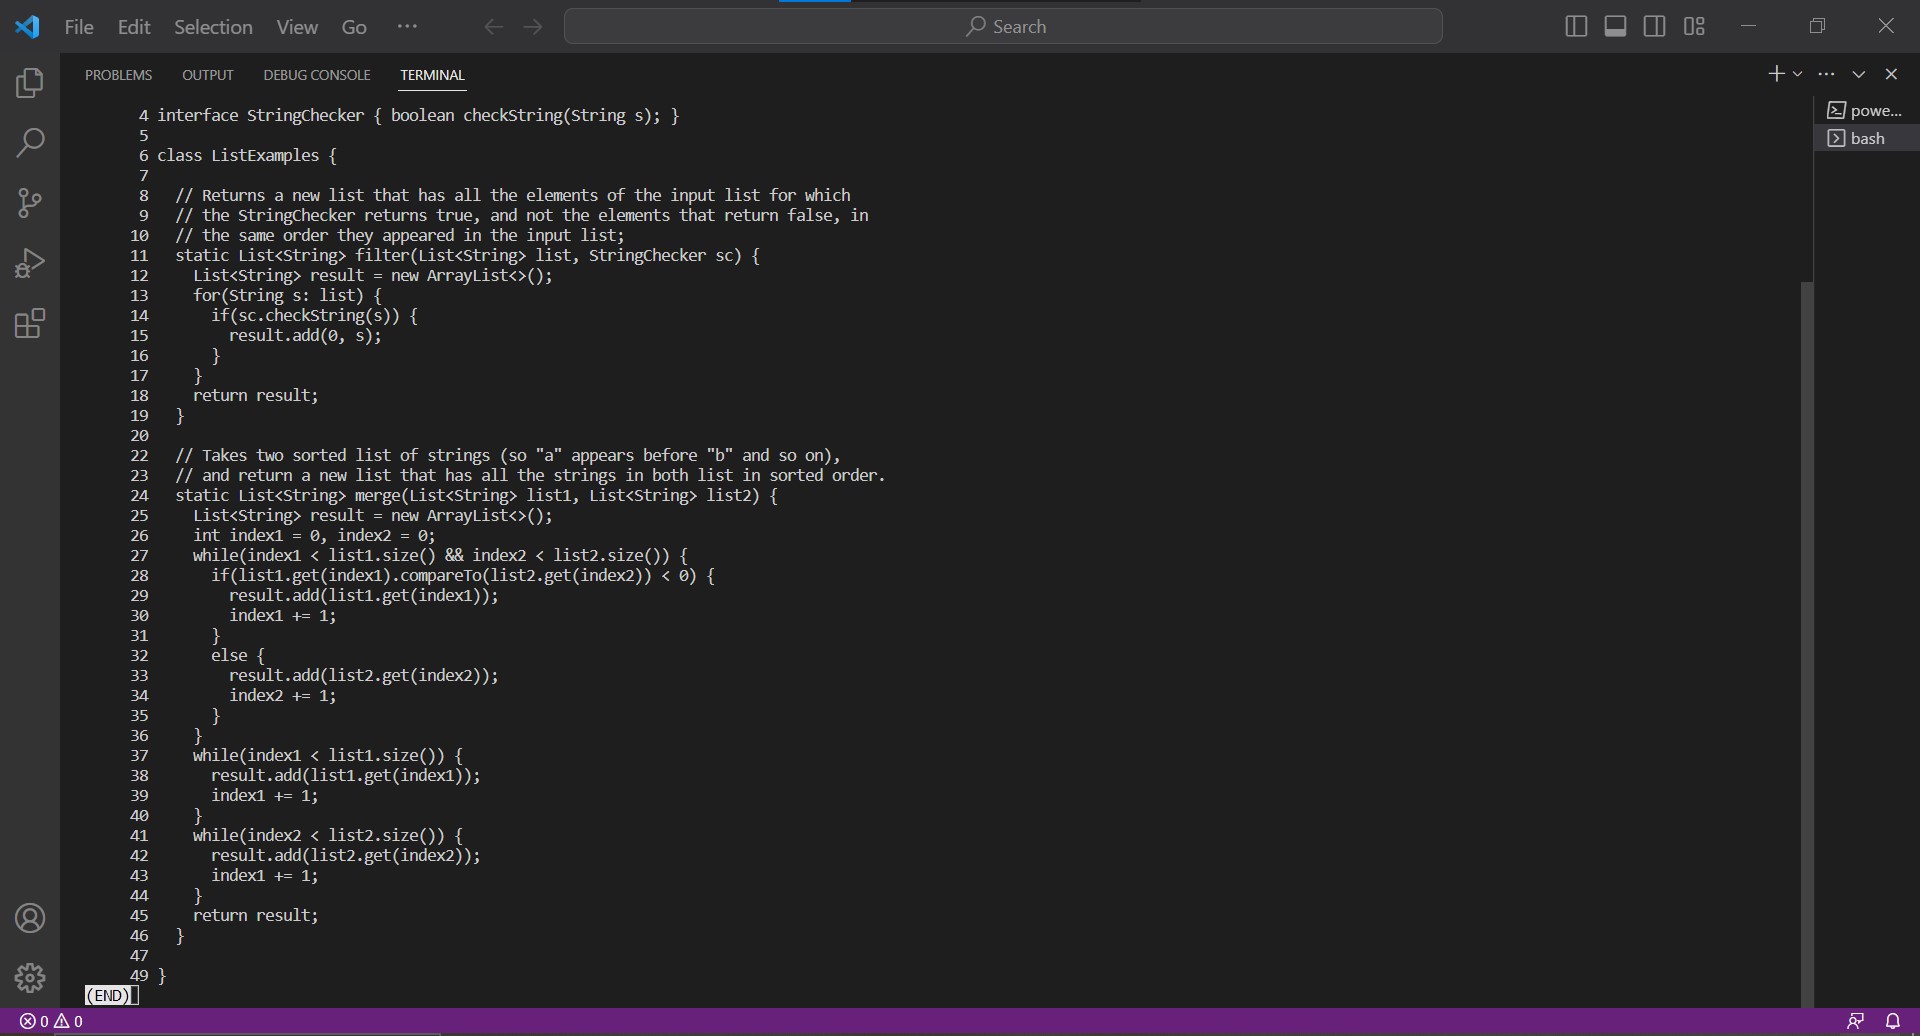 File Edit Selection View Go ···
Search
PROBLEMS OUTPUT DEBUG CONSOLE TERMINAL
powe...
bash
4 interface StringChecker { boolean checkString(String s); }
5
6 class ListExamples {
7
8   // Returns a new list that has all the elements of the input list for which
9   // the StringChecker returns true, and not the elements that return false, in
10   // the same order they appeared in the input list;
11   static List<String> filter(List<String> list, StringChecker sc) {
12     List<String> result = new ArrayList<>();
13     for(String s: list) {
14       if(sc.checkString(s)) {
15         result.add(0, s);
16       }
17     }
18     return result;
19   }
20
22   // Takes two sorted list of strings (so "a" appears before "b" and so on),
23   // and return a new list that has all the strings in both list in sorted order.
24   static List<String> merge(List<String> list1, List<String> list2) {
25     List<String> result = new ArrayList<>();
26     int index1 = 0, index2 = 0;
27     while(index1 < list1.size() && index2 < list2.size()) {
28       if(list1.get(index1).compareTo(list2.get(index2)) < 0) {
29         result.add(list1.get(index1));
30         index1 += 1;
31       }
32       else {
33         result.add(list2.get(index2));
34         index2 += 1;
35       }
36     }
37     while(index1 < list1.size()) {
38       result.add(list1.get(index1));
39       index1 += 1;
40     }
41     while(index2 < list2.size()) {
42       result.add(list2.get(index2));
43       index1 += 1;
44     }
45     return result;
46   }
47
49 }
(END)
0 0